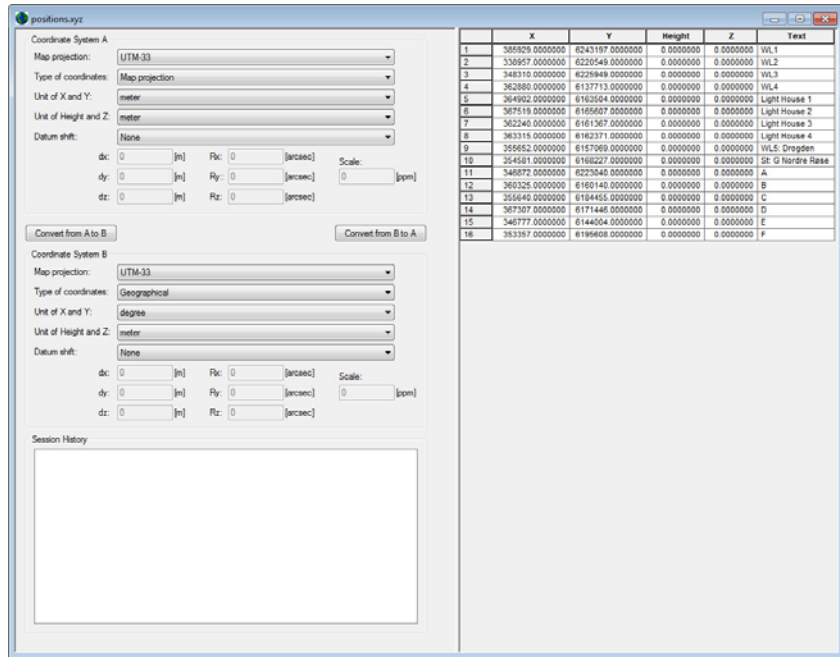 positions.xyz
Coordinate System A
Map projection: UTM-33
Type of coordinates: Map projection
Unit of X and Y: meter
Unit of Height and Z: meter
Datum shift: None
dx: 0 [m] Rx: 0 [arcsec] Scale:
dy: 0 [m] Ry: 0 [arcsec] 0 [ppm]
dz: 0 [m] Rz: 0 [arcsec]
Convert from A to B Convert from B to A
Coordinate System B
Map projection: UTM-33
Type of coordinates: Geographical
Unit of X and Y: degree
Unit of Height and Z: meter
Datum shift: None
dx: 0 [m] Rx: 0 [arcsec] Scale:
dy: 0 [m] Ry: 0 [arcsec] 0 [ppm]
dz: 0 [m] Rz: 0 [arcsec]
Session History
X Y Height Z Text
1 385929.0000000 6243197.0000000 0.0000000 0.0000000 WL1
2 338957.0000000 6220549.0000000 0.0000000 0.0000000 WL2
3 348310.0000000 6225949.0000000 0.0000000 0.0000000 WL3
4 362880.0000000 6137713.0000000 0.0000000 0.0000000 WL4
5 364902.0000000 6163504.0000000 0.0000000 0.0000000 Light House 1
6 367519.0000000 6165607.0000000 0.0000000 0.0000000 Light House 2
7 362240.0000000 6161367.0000000 0.0000000 0.0000000 Light House 3
8 363315.0000000 6162371.0000000 0.0000000 0.0000000 Light House 4
9 355652.0000000 6157069.0000000 0.0000000 0.0000000 WL5: Drogden
10 354581.0000000 6168227.0000000 0.0000000 0.0000000 St: G Nordre Røse
11 346872.0000000 6223040.0000000 0.0000000 0.0000000 A
12 360325.0000000 6160140.0000000 0.0000000 0.0000000 B
13 355640.0000000 6184455.0000000 0.0000000 0.0000000 C
14 367307.0000000 6171446.0000000 0.0000000 0.0000000 D
15 346777.0000000 6144004.0000000 0.0000000 0.0000000 E
16 353357.0000000 6195608.0000000 0.0000000 0.0000000 F